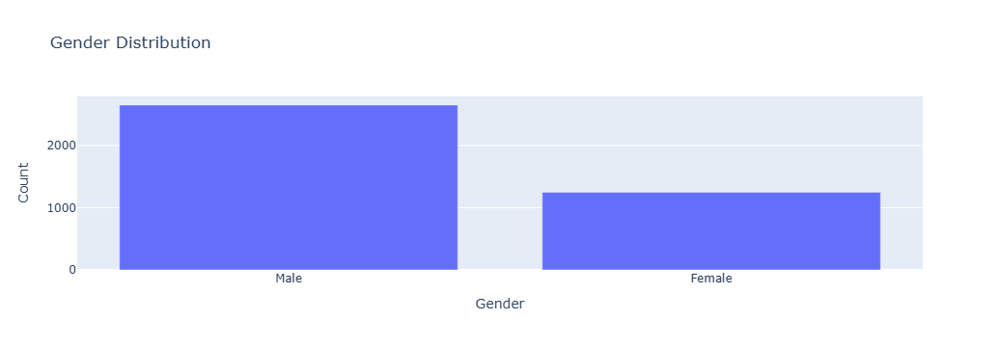 Gender Distribution
2000
1000
0
Count
Male
Female
Gender